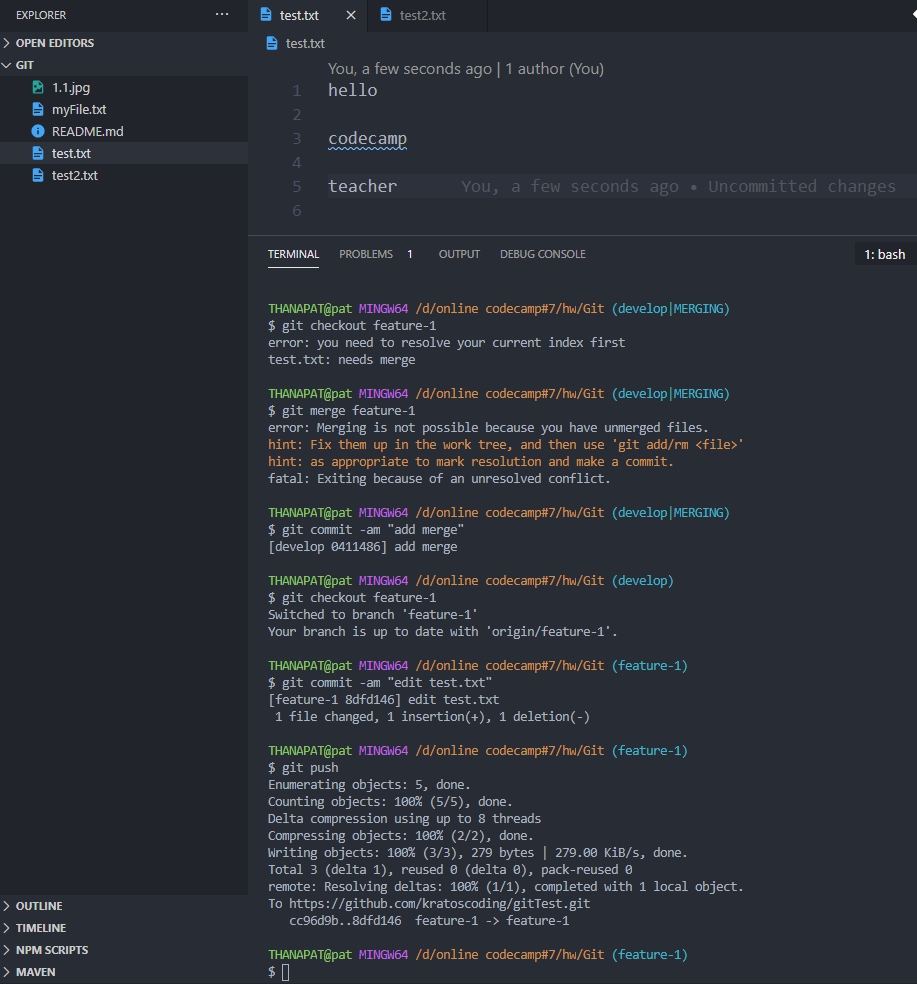 EXPLORER ···
OPEN EDITORS
GIT
1.1.jpg
myFile.txt
README.md
test.txt
test2.txt
OUTLINE
TIMELINE
NPM SCRIPTS
MAVEN
test.txt × test2.txt
test.txt
You, a few seconds ago | 1 author (You)
1 hello
2
3 codecamp
4
5 teacher You, a few seconds ago • Uncommitted changes
6
TERMINAL PROBLEMS 1 OUTPUT DEBUG CONSOLE 1: bash
THANAPAT@pat MINGW64 /d/online codecamp#7/hw/Git (develop|MERGING)
$ git checkout feature-1
error: you need to resolve your current index first
test.txt: needs merge
THANAPAT@pat MINGW64 /d/online codecamp#7/hw/Git (develop|MERGING)
$ git merge feature-1
error: Merging is not possible because you have unmerged files.
hint: Fix them up in the work tree, and then use 'git add/rm <file>'
hint: as appropriate to mark resolution and make a commit.
fatal: Exiting because of an unresolved conflict.
THANAPAT@pat MINGW64 /d/online codecamp#7/hw/Git (develop|MERGING)
$ git commit -am "add merge"
[develop 0411486] add merge
THANAPAT@pat MINGW64 /d/online codecamp#7/hw/Git (develop)
$ git checkout feature-1
Switched to branch 'feature-1'
Your branch is up to date with 'origin/feature-1'.
THANAPAT@pat MINGW64 /d/online codecamp#7/hw/Git (feature-1)
$ git commit -am "edit test.txt"
[feature-1 8dfd146] edit test.txt
1 file changed, 1 insertion(+), 1 deletion(-)
THANAPAT@pat MINGW64 /d/online codecamp#7/hw/Git (feature-1)
$ git push
Enumerating objects: 5, done.
Counting objects: 100% (5/5), done.
Delta compression using up to 8 threads
Compressing objects: 100% (2/2), done.
Writing objects: 100% (3/3), 279 bytes | 279.00 KiB/s, done.
Total 3 (delta 1), reused 0 (delta 0), pack-reused 0
remote: Resolving deltas: 100% (1/1), completed with 1 local object.
To https://github.com/kratoscoding/gitTest.git
cc96d9b..8dfd146 feature-1 -> feature-1
THANAPAT@pat MINGW64 /d/online codecamp#7/hw/Git (feature-1)
$